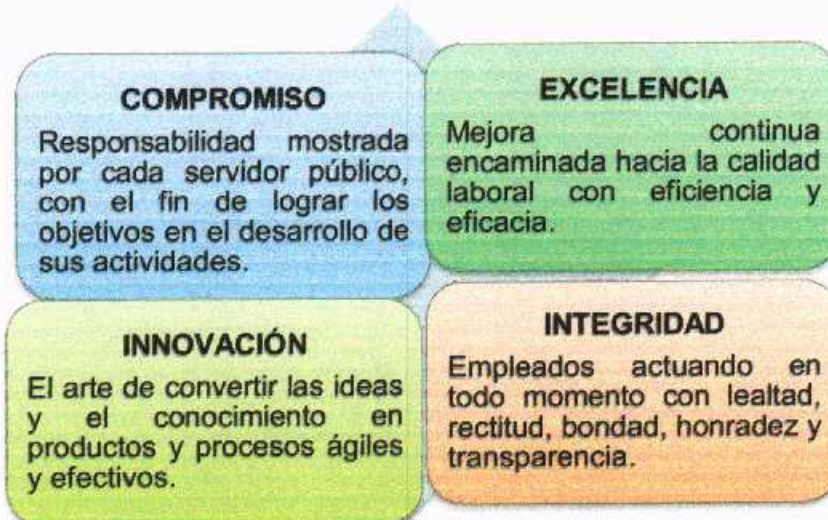 COMPROMISO
Responsabilidad mostrada
por cada servidor público,
con el fin de lograr los
objetivos en el desarrollo de
sus actividades.
EXCELENCIA
Mejora continua
encaminada hacia la calidad
laboral con eficiencia y
eficacia.
INNOVACIÓN
El arte de convertir las ideas
y el conocimiento en
productos y procesos ágiles
y efectivos.
INTEGRIDAD
Empleados actuando en
todo momento con lealtad,
rectitud, bondad, honradez y
transparencia.